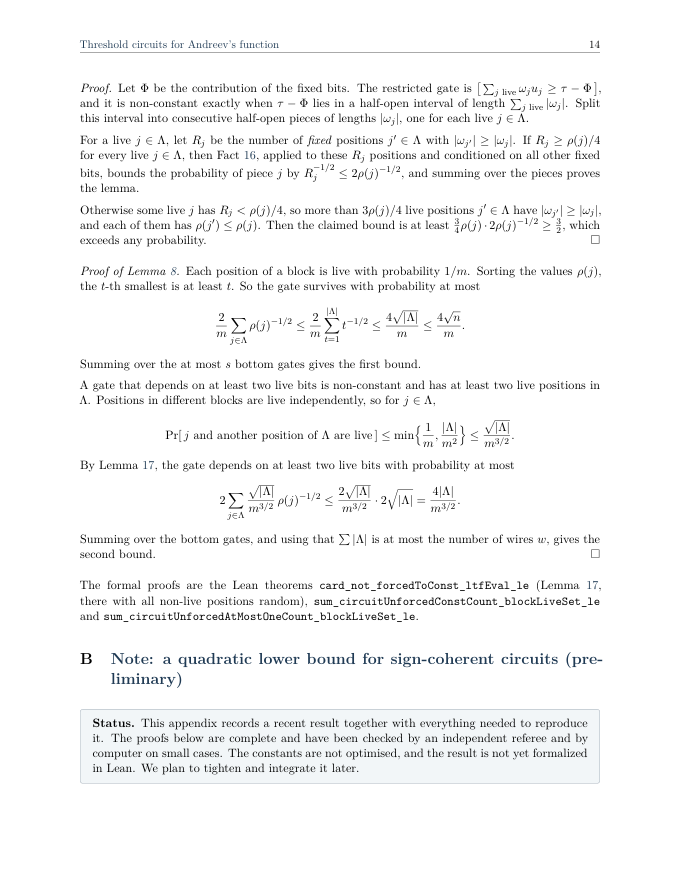 Threshold circuits for Andreev's function 14
Proof. Let Φ be the contribution of the fixed bits. The restricted gate is [ ∑_{j live} ω_j u_j ≥ τ − Φ ],
and it is non-constant exactly when τ − Φ lies in a half-open interval of length ∑_{j live} |ω_j|. Split
this interval into consecutive half-open pieces of lengths |ω_j|, one for each live j ∈ Λ.
For a live j ∈ Λ, let R_j be the number of fixed positions j′ ∈ Λ with |ω_{j′}| ≥ |ω_j|. If R_j ≥ ρ(j)/4
for every live j ∈ Λ, then Fact 16, applied to these R_j positions and conditioned on all other fixed
bits, bounds the probability of piece j by R_j^{−1/2} ≤ 2ρ(j)^{−1/2}, and summing over the pieces proves
the lemma.
Otherwise some live j has R_j < ρ(j)/4, so more than 3ρ(j)/4 live positions j′ ∈ Λ have |ω_{j′}| ≥ |ω_j|,
and each of them has ρ(j′) ≤ ρ(j). Then the claimed bound is at least 3/4 ρ(j) · 2ρ(j)^{−1/2} ≥ 3/2, which
exceeds any probability. □
Proof of Lemma 8. Each position of a block is live with probability 1/m. Sorting the values ρ(j),
the t-th smallest is at least t. So the gate survives with probability at most
2/m ∑_{j∈Λ} ρ(j)^{−1/2} ≤ 2/m ∑_{t=1}^{|Λ|} t^{−1/2} ≤ 4√|Λ|/m ≤ 4√n/m.
Summing over the at most s bottom gates gives the first bound.
A gate that depends on at least two live bits is non-constant and has at least two live positions in
Λ. Positions in different blocks are live independently, so for j ∈ Λ,
Pr[ j and another position of Λ are live ] ≤ min{ 1/m, |Λ|/m² } ≤ √|Λ|/m^{3/2}.
By Lemma 17, the gate depends on at least two live bits with probability at most
2 ∑_{j∈Λ} √|Λ|/m^{3/2} ρ(j)^{−1/2} ≤ 2√|Λ|/m^{3/2} · 2√|Λ| = 4|Λ|/m^{3/2}.
Summing over the bottom gates, and using that ∑ |Λ| is at most the number of wires w, gives the
second bound. □
The formal proofs are the Lean theorems card_not_forcedToConst_ltfEval_le (Lemma 17,
there with all non-live positions random), sum_circuitUnforcedConstCount_blockLiveSet_le
and sum_circuitUnforcedAtMostOneCount_blockLiveSet_le.
B Note: a quadratic lower bound for sign-coherent circuits (pre-
liminary)
Status. This appendix records a recent result together with everything needed to reproduce
it. The proofs below are complete and have been checked by an independent referee and by
computer on small cases. The constants are not optimised, and the result is not yet formalized
in Lean. We plan to tighten and integrate it later.